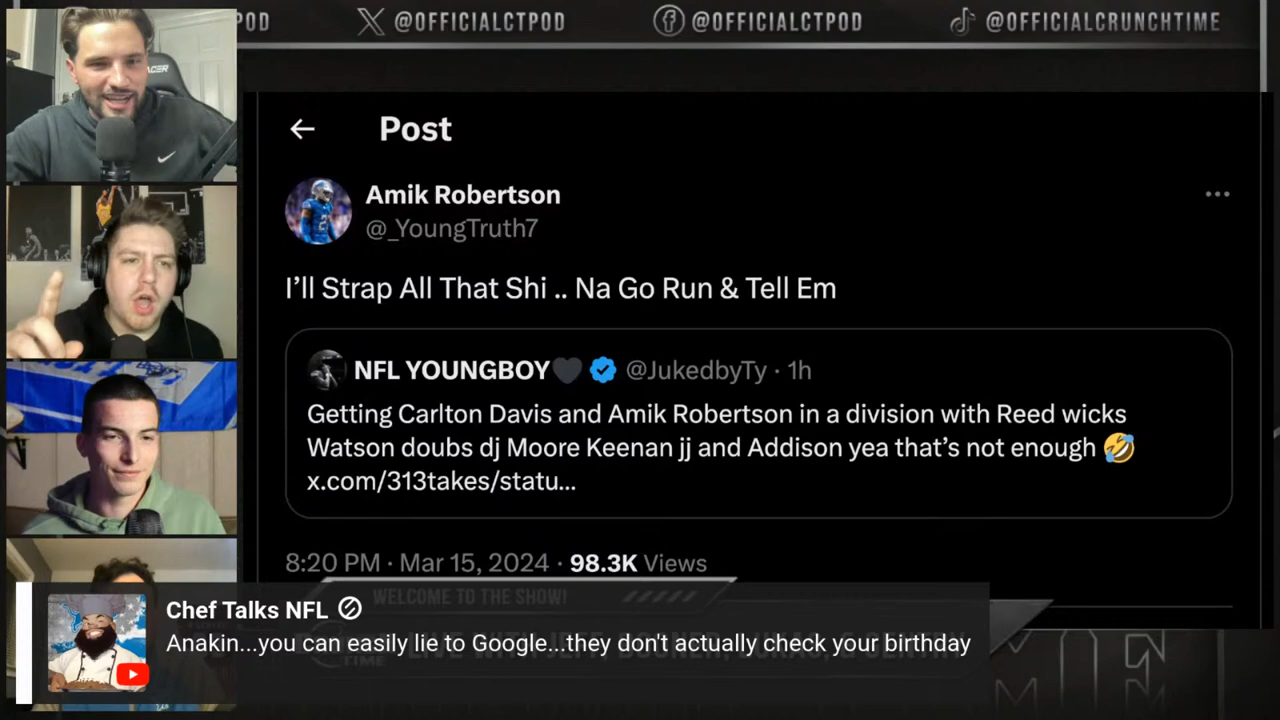 POD
@OFFICIALCTPOD
@OFFICIALCTPOD
@OFFICIALCRUNCHTIME
ACER
Post
Amik Robertson
@_YoungTruth7
I’ll Strap All That Shi .. Na Go Run & Tell Em
NFL YOUNGBOY🖤 @JukedbyTy · 1h
Getting Carlton Davis and Amik Robertson in a division with Reed wicks
Watson doubs dj Moore Keenan jj and Addison yea that’s not enough 🤣
x.com/313takes/statu...
8:20 PM · Mar 15, 2024 · 98.3K Views
WELCOME TO THE SHOW!
Chef Talks NFL
Anakin...you can easily lie to Google...they don't actually check your birthday